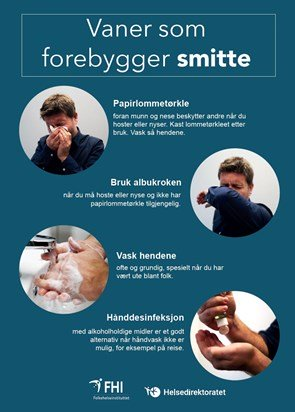 Vaner som
forebygger smitte
Papirlommetørkle
foran munn og nese beskytter andre når du
hoster eller nyser. Kast lommetørkleet etter
bruk. Vask så hendene.
Bruk albukroken
når du må hoste eller nyse og ikke har
papirlommetørkle tilgjengelig.
Vask hendene
ofte og grundig, spesielt når du har
vært ute blant folk.
Hånddesinfeksjon
med alkoholholdige midler er et godt
alternativ når håndvask ikke er
mulig, for eksempel på reise.
FHI
Folkehelseinstituttet
Helsedirektoratet